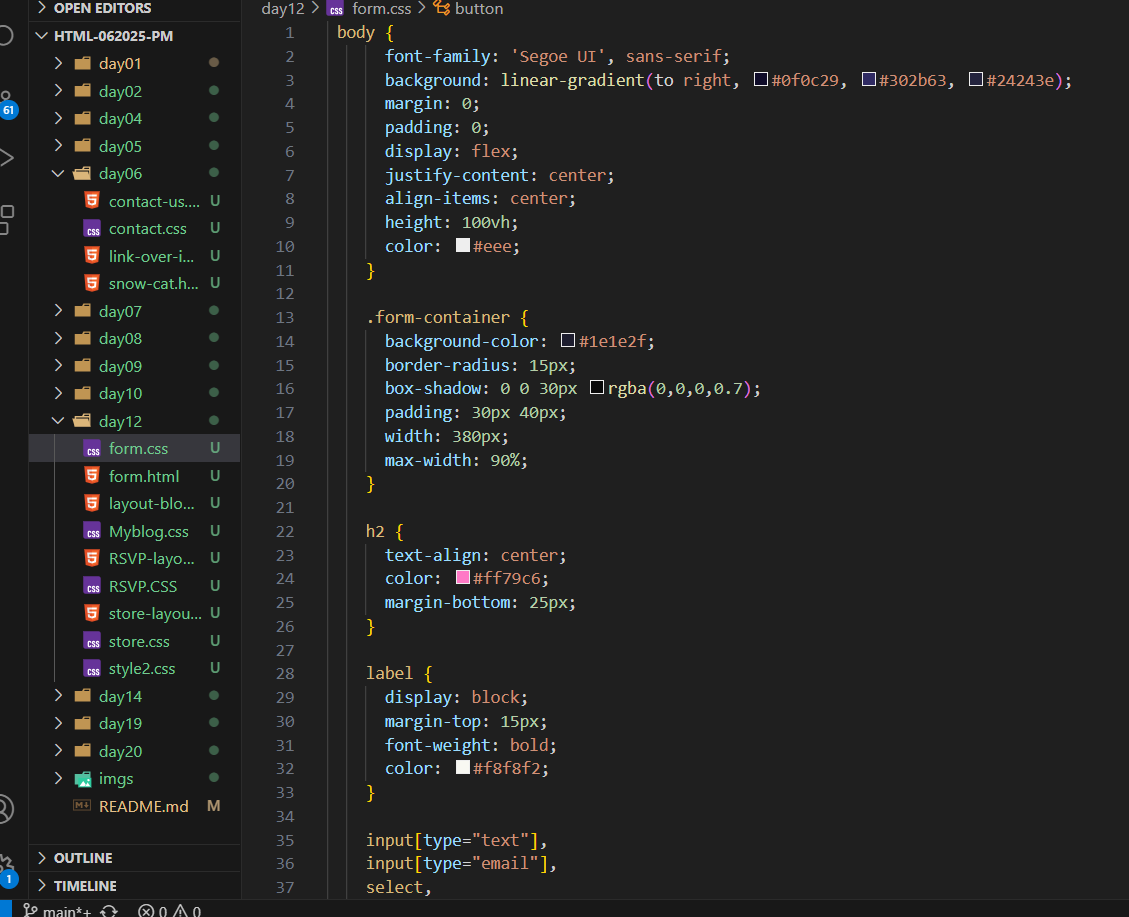 OPEN EDITORS
HTML-062025-PM
day01
day02
day04
day05
day06
contact-us.... U
contact.css U
link-over-i... U
snow-cat.h... U
day07
day08
day09
day10
day12
form.css U
form.html U
layout-blo... U
Myblog.css U
RSVP-layo... U
RSVP.CSS U
store-layou... U
store.css U
style2.css U
day14
day19
day20
imgs
README.md M
OUTLINE
TIMELINE
61
1
main*+ 0 0
day12 > css form.css > button
1 body {
2 font-family: 'Segoe UI', sans-serif;
3 background: linear-gradient(to right, #0f0c29, #302b63, #24243e);
4 margin: 0;
5 padding: 0;
6 display: flex;
7 justify-content: center;
8 align-items: center;
9 height: 100vh;
10 color: #eee;
11 }
12
13 .form-container {
14 background-color: #1e1e2f;
15 border-radius: 15px;
16 box-shadow: 0 0 30px rgba(0,0,0,0.7);
17 padding: 30px 40px;
18 width: 380px;
19 max-width: 90%;
20 }
21
22 h2 {
23 text-align: center;
24 color: #ff79c6;
25 margin-bottom: 25px;
26 }
27
28 label {
29 display: block;
30 margin-top: 15px;
31 font-weight: bold;
32 color: #f8f8f2;
33 }
34
35 input[type="text"],
36 input[type="email"],
37 select,